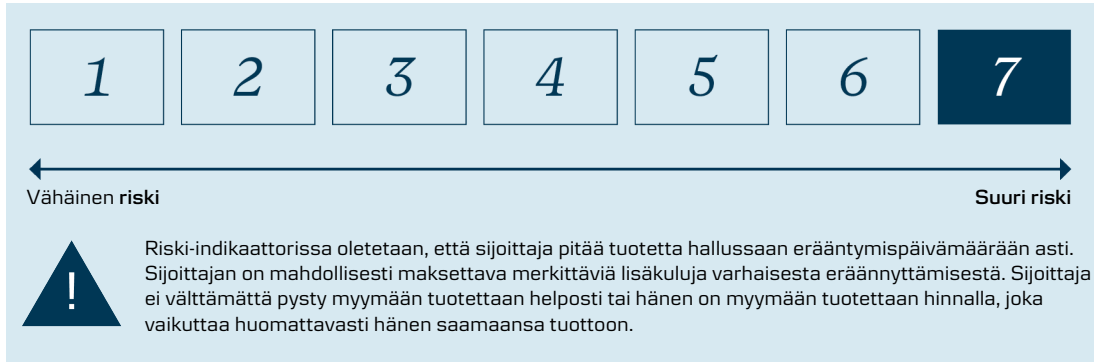 1 2 3 4 5 6 7
Vähäinen riski Suuri riski
! Riski-indikaattorissa oletetaan, että sijoittaja pitää tuotetta hallussaan erääntymispäivämäärään asti.
Sijoittajan on mahdollisesti maksettava merkittäviä lisäkuluja varhaisesta eräännyttämisestä. Sijoittaja
ei välttämättä pysty myymään tuotettaan helposti tai hänen on myymään tuotettaan hinnalla, joka
vaikuttaa huomattavasti hänen saamaansa tuottoon.